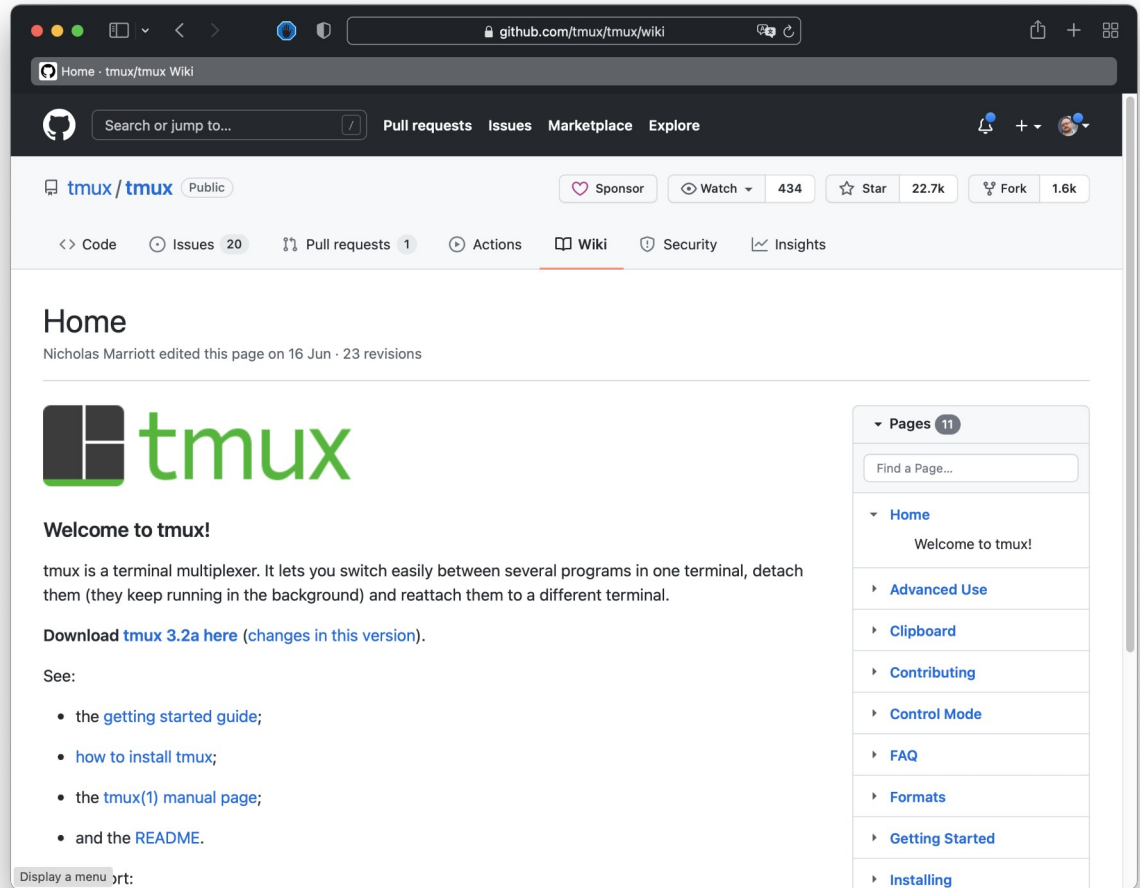 github.com/tmux/tmux/wiki
Home · tmux/tmux Wiki
Search or jump to... / Pull requests Issues Marketplace Explore
tmux / tmux Public Sponsor Watch 434 Star 22.7k Fork 1.6k
<> Code Issues 20 Pull requests 1 Actions Wiki Security Insights
Home
Nicholas Marriott edited this page on 16 Jun · 23 revisions
tmux
Welcome to tmux!
tmux is a terminal multiplexer. It lets you switch easily between several programs in one terminal, detach
them (they keep running in the background) and reattach them to a different terminal.
Download tmux 3.2a here (changes in this version).
See:
• the getting started guide;
• how to install tmux;
• the tmux(1) manual page;
• and the README.
Display a menu
Pages 11
Find a Page...
Home
Welcome to tmux!
Advanced Use
Clipboard
Contributing
Control Mode
FAQ
Formats
Getting Started
Installing